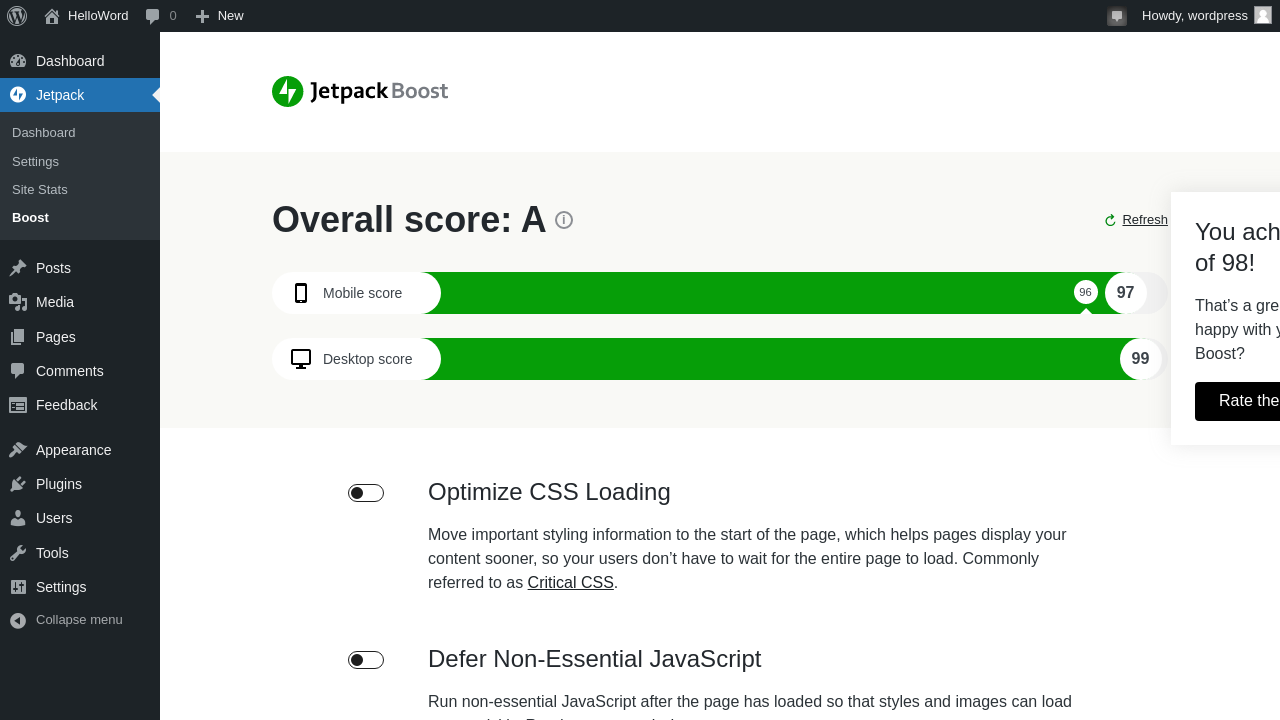 HelloWord
0
New
Howdy, wordpress
Dashboard
Jetpack
Dashboard
Settings
Site Stats
Boost
Posts
Media
Pages
Comments
Feedback
Appearance
Plugins
Users
Tools
Settings
Collapse menu
Jetpack Boost
Overall score: A
Refresh
Mobile score
96
97
Desktop score
99
You ach
of 98!
That’s a gre
happy with y
Boost?
Rate the
Optimize CSS Loading
Move important styling information to the start of the page, which helps pages display your
content sooner, so your users don’t have to wait for the entire page to load. Commonly
referred to as Critical CSS.
Defer Non-Essential JavaScript
Run non-essential JavaScript after the page has loaded so that styles and images can load